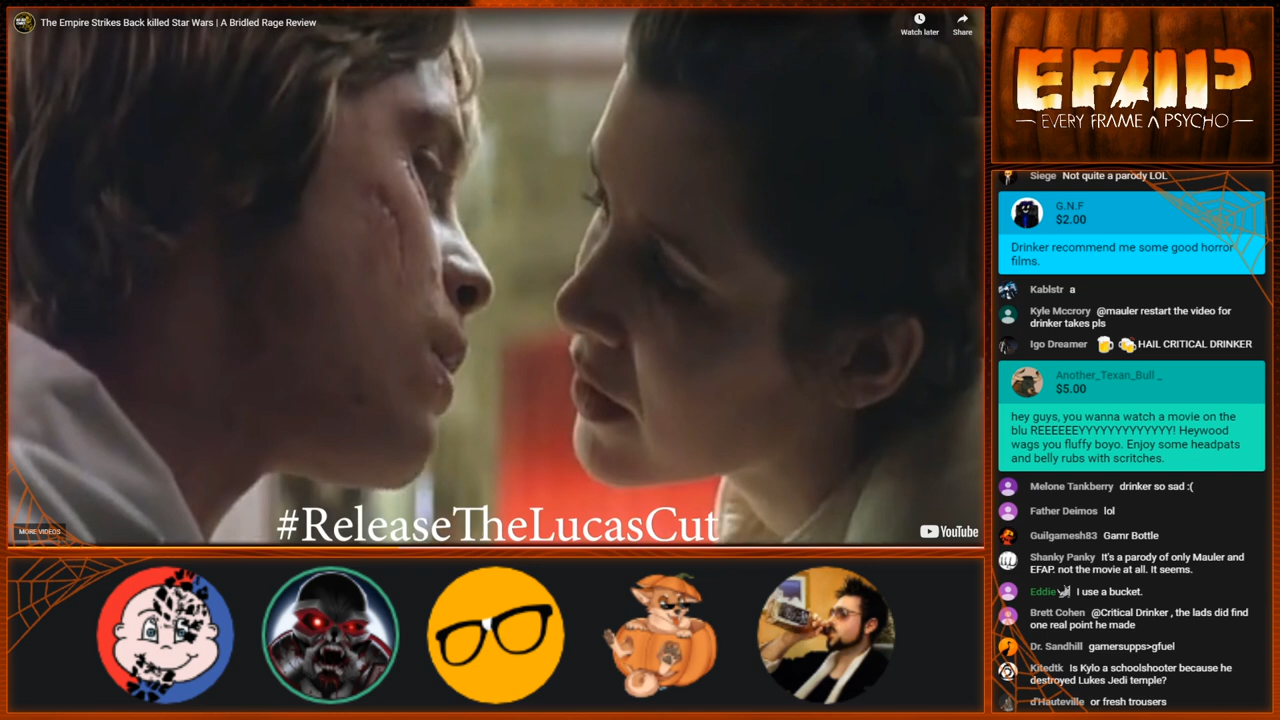 The Empire Strikes Back killed Star Wars | A Bridled Rage Review
Watch later
Share
#ReleaseTheLucasCut
MORE VIDEOS
YouTube
EFAP
EVERY FRAME A PSYCHO
Siege Not quite a parody LOL
G.N.F
$2.00
Drinker recommend me some good horror
films.
Kablstr a
Kyle Mccrory @mauler restart the video for
drinker takes pls
Igo Dreamer 🍺 🍻 HAIL CRITICAL DRINKER
Another_Texan_Bull _
$5.00
hey guys, you wanna watch a movie on the
blu REEEEEEYYYYYYYYYYYYY! Heywood
wags you fluffy boyo. Enjoy some headpats
and belly rubs with scritches.
Melone Tankberry drinker so sad :(
Father Deimos lol
Guilgamesh83 Gamr Bottle
Shanky Panky It's a parody of only Mauler and
EFAP. not the movie at all. It seems.
Eddie I use a bucket.
Brett Cohen @Critical Drinker , the lads did find
one real point he made
Dr. Sandhill gamersupps>gfuel
Kitedtk Is Kylo a schoolshooter because he
destroyed Lukes Jedi temple?
d'Hauteville or fresh trousers